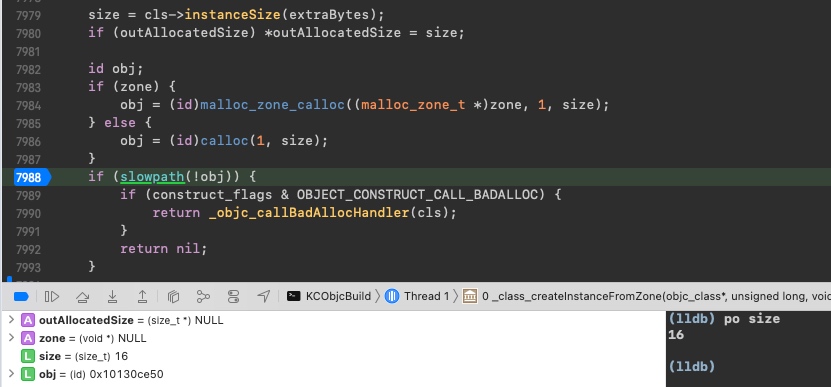 7979 size = cls->instanceSize(extraBytes);
7980 if (outAllocatedSize) *outAllocatedSize = size;
7981
7982 id obj;
7983 if (zone) {
7984 obj = (id)malloc_zone_calloc((malloc_zone_t *)zone, 1, size);
7985 } else {
7986 obj = (id)calloc(1, size);
7987 }
7988 if (slowpath(!obj)) {
7989 if (construct_flags & OBJECT_CONSTRUCT_CALL_BADALLOC) {
7990 return _objc_callBadAllocHandler(cls);
7991 }
7992 return nil;
7993 }
KCObjcBuild Thread 1 0 _class_createInstanceFromZone(objc_class*, unsigned long, void
A outAllocatedSize = (size_t *) NULL
A zone = (void *) NULL
L size = (size_t) 16
L obj = (id) 0x10130ce50
(lldb) po size
16
(lldb)